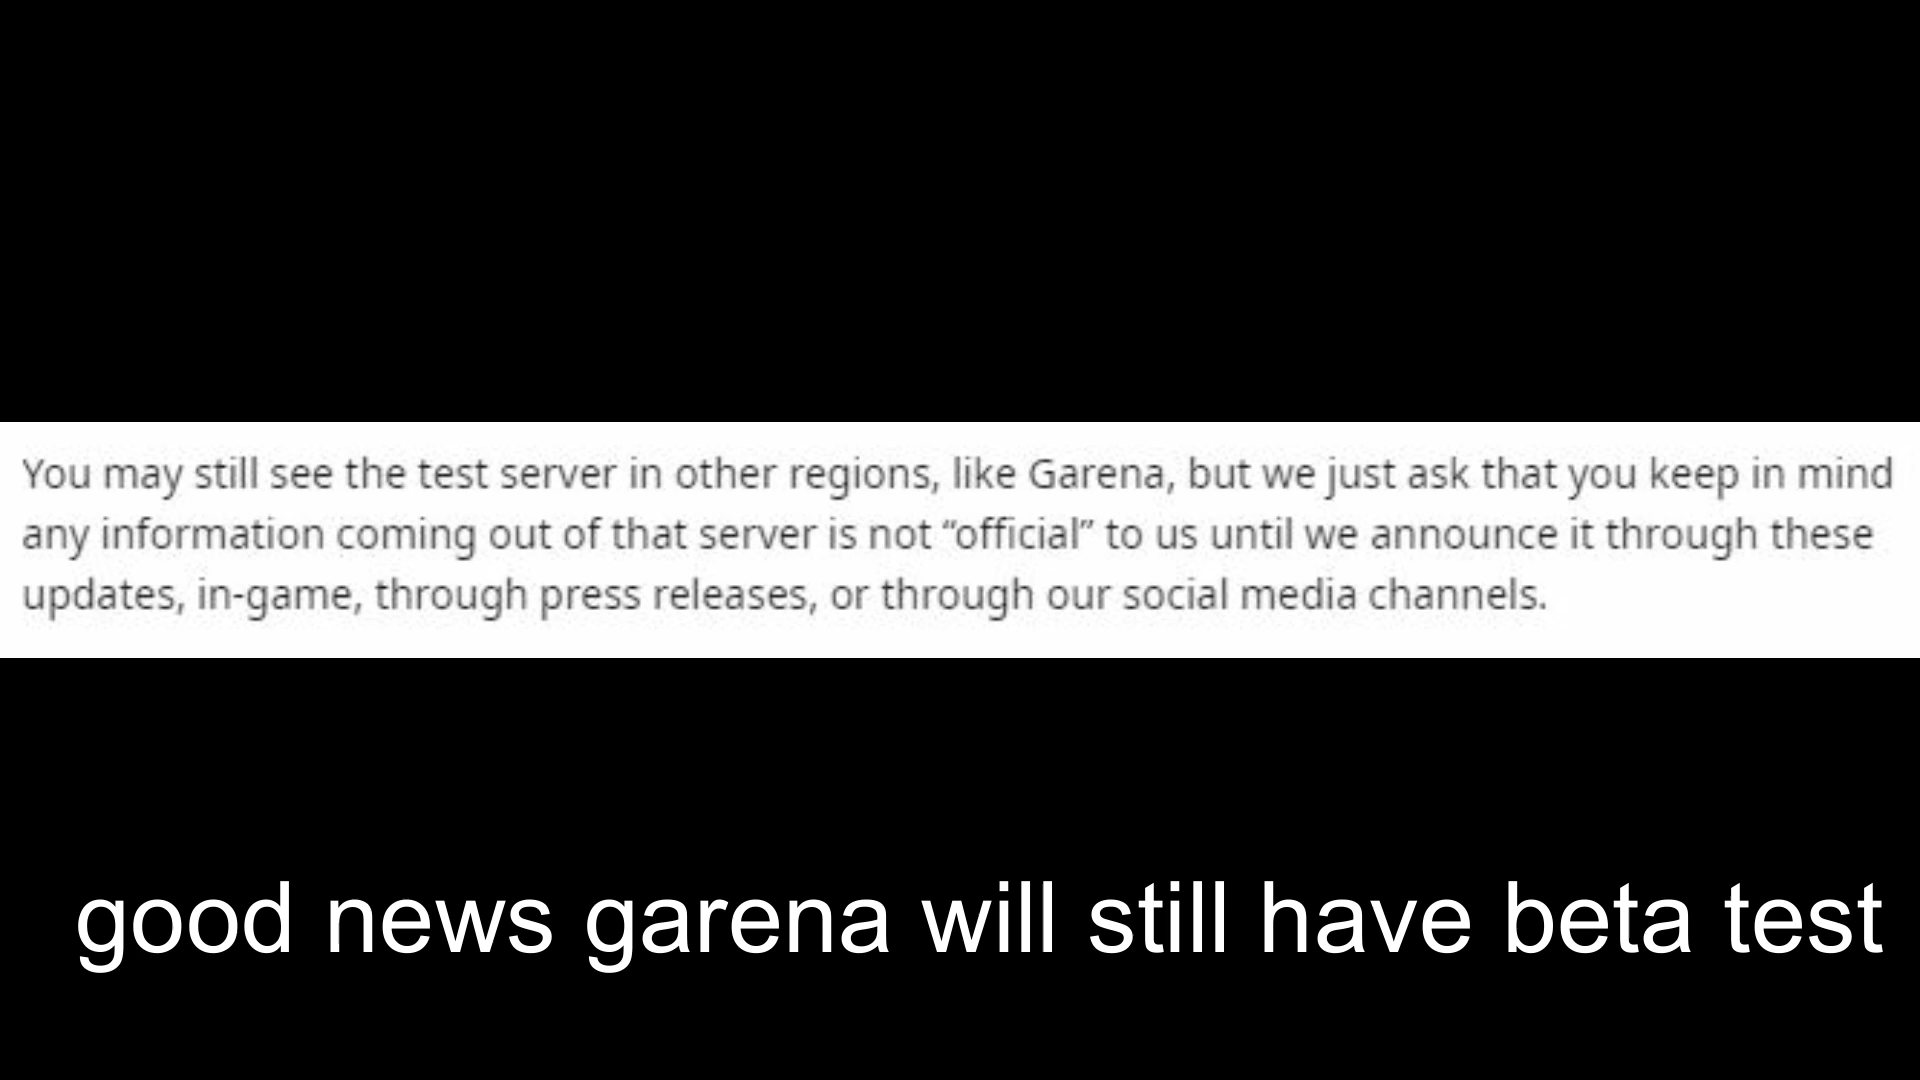 You may still see the test server in other regions, like Garena, but we just ask that you keep in mind
any information coming out of that server is not “official” to us until we announce it through these
updates, in-game, through press releases, or through our social media channels.
good news garena will still have beta test